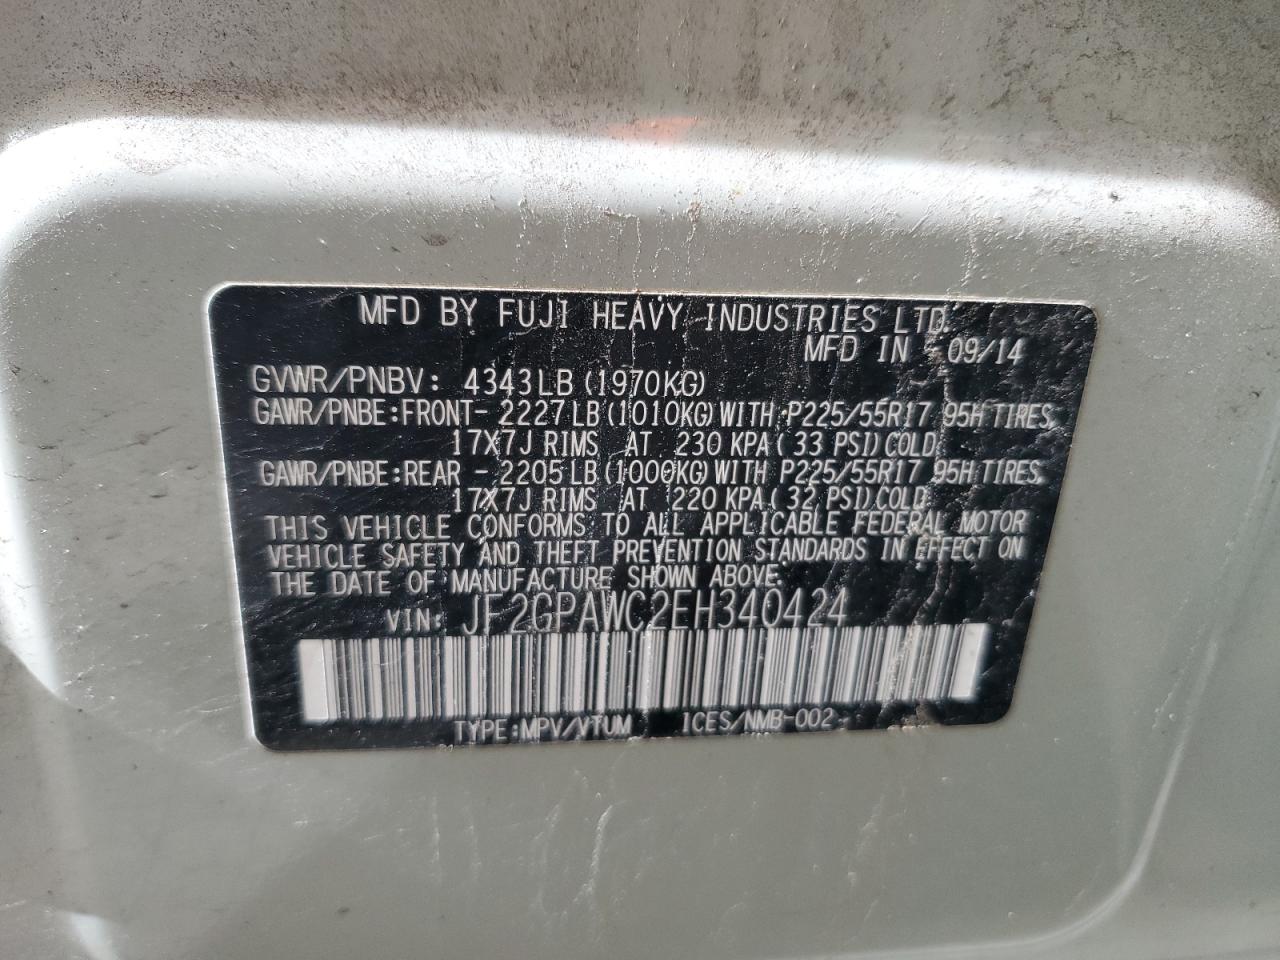 MFD BY FUJI HEAVY INDUSTRIES LTD.
MFD IN 09/14
GVWR/PNBV: 4343LB(1970KG)
GAWR/PNBE:FRONT- 2227LB(1010KG)WITH P225/55R17 95H TIRES,
17X7J RIMS AT 230 KPA(33 PSI)COLD
GAWR/PNBE:REAR - 2205LB(1000KG)WITH P225/55R17 95H TIRES,
17X7J RIMS AT 220 KPA(32 PSI)COLD
THIS VEHICLE CONFORMS TO ALL APPLICABLE FEDERAL MOTOR
VEHICLE SAFETY AND THEFT PREVENTION STANDARDS IN EFFECT ON
THE DATE OF MANUFACTURE SHOWN ABOVE.
VIN: JF2GPAWC2EH340424
TYPE:MPV/VTUM ICES/NMB-002